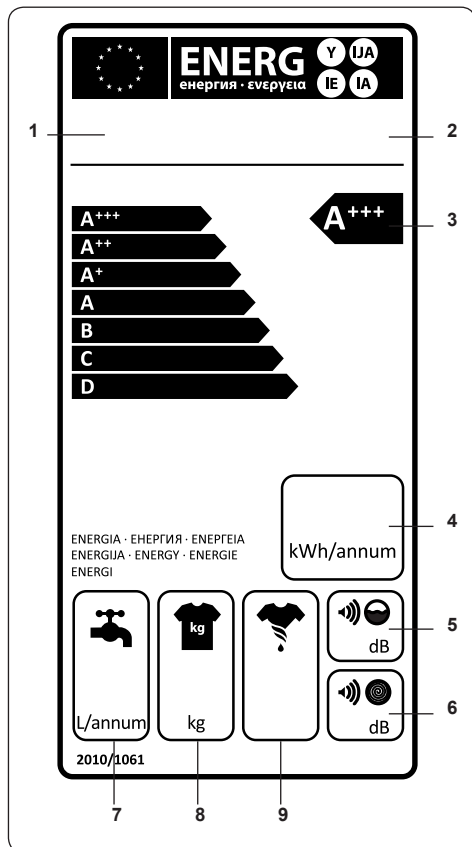 ENERG Y IJA
енергия · ενεργεια IE IA
1 2
A+++ A+++ 3
A++
A+
A
B
C
D
4
kWh/annum
ENERGIA · ЕНЕРГИЯ · ΕΝΕΡΓΕΙΑ
ENERGIJA · ENERGY · ENERGIE
ENERGI
kg
5
dB
6
L/annum kg dB
2010/1061
7 8 9